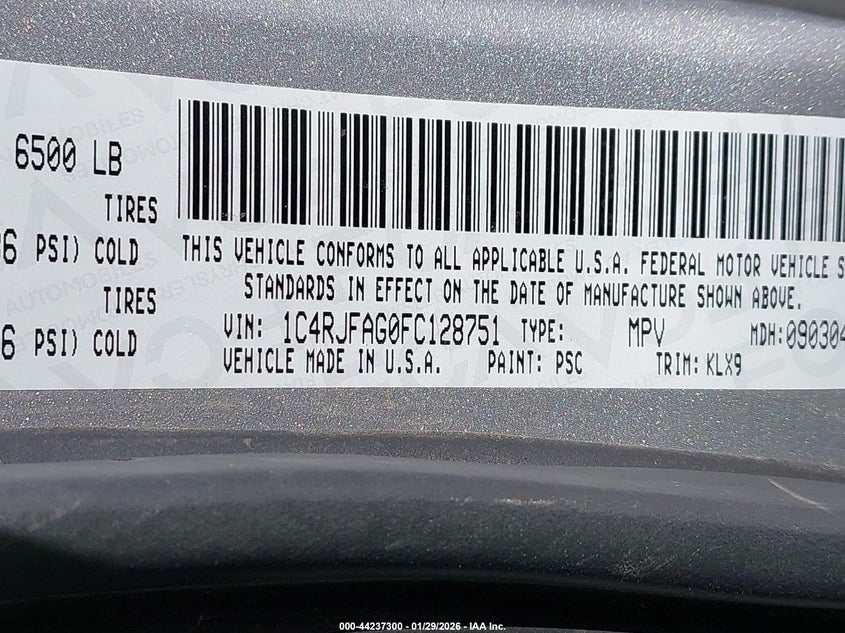 6500 LB
TIRES
6 PSI) COLD
TIRES
6 PSI) COLD
THIS VEHICLE CONFORMS TO ALL APPLICABLE U.S.A. FEDERAL MOTOR VEHICLE S
STANDARDS IN EFFECT ON THE DATE OF MANUFACTURE SHOWN ABOVE.
VIN: 1C4RJFAG0FC128751 TYPE: MPV MDH:090304
VEHICLE MADE IN U.S.A. PAINT: PSC TRIM: KLX9
000-44237300 - 01/29/2026 - IAA Inc.